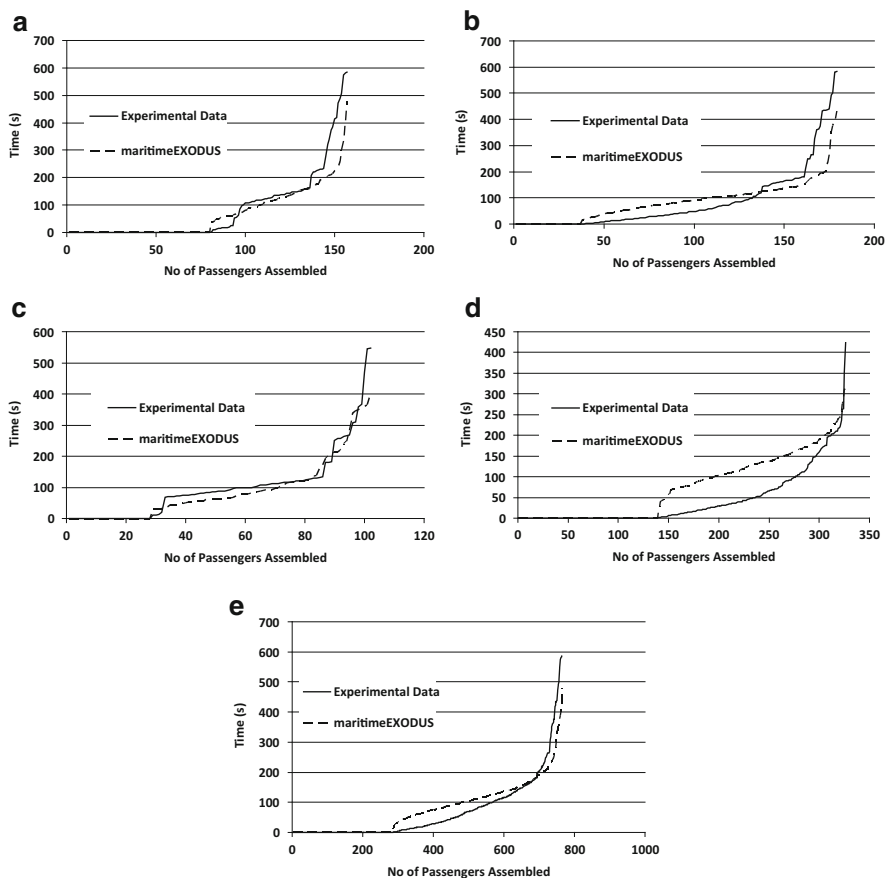 a
700
600
500
400
300
200
100
0
Time (s)
Experimental Data
maritimeEXODUS
0 50 100 150 200
No of Passengers Assembled
b
700
600
500
400
300
200
100
0
Time (s)
Experimental Data
maritimeEXODUS
0 50 100 150 200
No of Passengers Assembled
c
600
500
400
300
200
100
0
Time (s)
Experimental Data
maritimeEXODUS
0 20 40 60 80 100 120
No of Passengers Assembled
d
450
400
350
300
250
200
150
100
50
0
Time (s)
Experimental Data
maritimeEXODUS
0 50 100 150 200 250 300 350
No of Passengers Assembled
e
700
600
500
400
300
200
100
0
Time (s)
Experimental Data
maritimeEXODUS
0 200 400 600 800 1000
No of Passengers Assembled